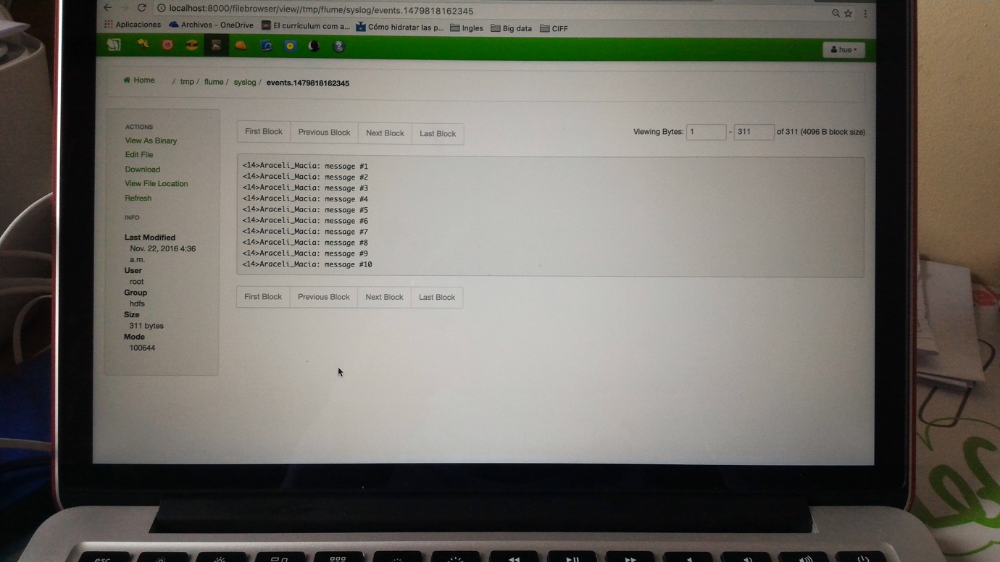 localhost:8000/filebrowser/view//tmp/flume/syslog/events.1479818162345
Aplicaciones Archivos - OneDrive El currículum com a... Cómo hidratar las p... Ingles Big data CIFF
HCat ? hue
Home / tmp / flume / syslog / events.1479818162345
ACTIONS
View As Binary
Edit File
Download
View File Location
Refresh
INFO
Last Modified
Nov. 22, 2016 4:36
a.m.
User
root
Group
hdfs
Size
311 bytes
Mode
100644
First Block Previous Block Next Block Last Block
Viewing Bytes: 1 - 311 of 311 (4096 B block size)
<14>Araceli_Macia: message #1
<14>Araceli_Macia: message #2
<14>Araceli_Macia: message #3
<14>Araceli_Macia: message #4
<14>Araceli_Macia: message #5
<14>Araceli_Macia: message #6
<14>Araceli_Macia: message #7
<14>Araceli_Macia: message #8
<14>Araceli_Macia: message #9
<14>Araceli_Macia: message #10
First Block Previous Block Next Block Last Block
esc